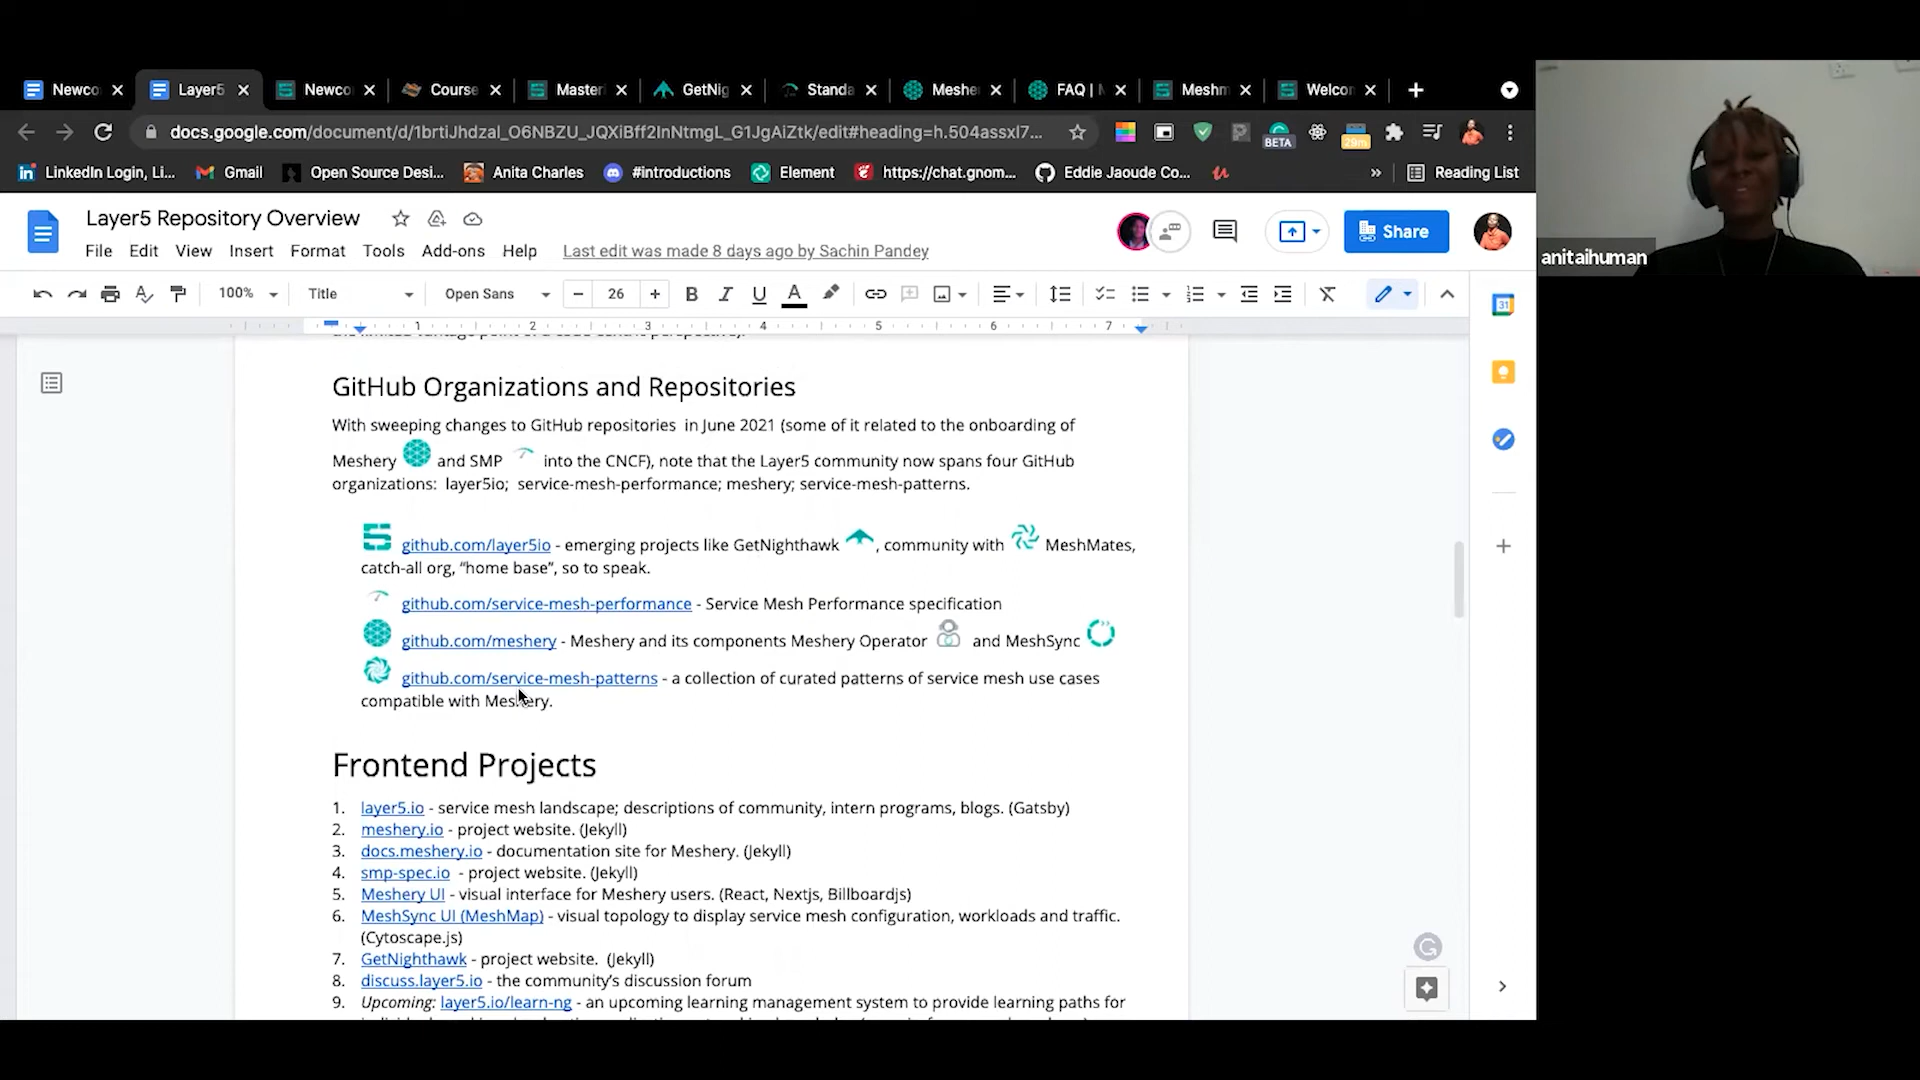 Newco
Layer5
Newco
Course
Master
GetNig
Standa
Meshe
FAQ | M
Meshm
Welcon
docs.google.com/document/d/1brtiJhdzal_O6NBZU_JQXiBff2InNtmgL_G1JgAiZtk/edit#heading=h.504assxl7...
BETA
29m
LinkedIn Login, Li...
Gmail
Open Source Desi...
Anita Charles
#introductions
Element
https://chat.gnom...
Eddie Jaoude Co...
»
Reading List
Layer5 Repository Overview
File Edit View Insert Format Tools Add-ons Help
Last edit was made 8 days ago by Sachin Pandey
Share
anitaihuman
100% Title Open Sans 26 B I U A
1 2 3 4 5 6 7
GitHub Organizations and Repositories
With sweeping changes to GitHub repositories in June 2021 (some of it related to the onboarding of
Meshery and SMP into the CNCF), note that the Layer5 community now spans four GitHub
organizations: layer5io; service-mesh-performance; meshery; service-mesh-patterns.
github.com/layer5io - emerging projects like GetNighthawk , community with MeshMates,
catch-all org, “home base”, so to speak.
github.com/service-mesh-performance - Service Mesh Performance specification
github.com/meshery - Meshery and its components Meshery Operator and MeshSync
github.com/service-mesh-patterns - a collection of curated patterns of service mesh use cases
compatible with Meshery.
Frontend Projects
1. layer5.io - service mesh landscape; descriptions of community, intern programs, blogs. (Gatsby)
2. meshery.io - project website. (Jekyll)
3. docs.meshery.io - documentation site for Meshery. (Jekyll)
4. smp-spec.io - project website. (Jekyll)
5. Meshery UI - visual interface for Meshery users. (React, Nextjs, Billboardjs)
6. MeshSync UI (MeshMap) - visual topology to display service mesh configuration, workloads and traffic.
(Cytoscape.js)
7. GetNighthawk - project website. (Jekyll)
8. discuss.layer5.io - the community’s discussion forum
9. Upcoming: layer5.io/learn-ng - an upcoming learning management system to provide learning paths for